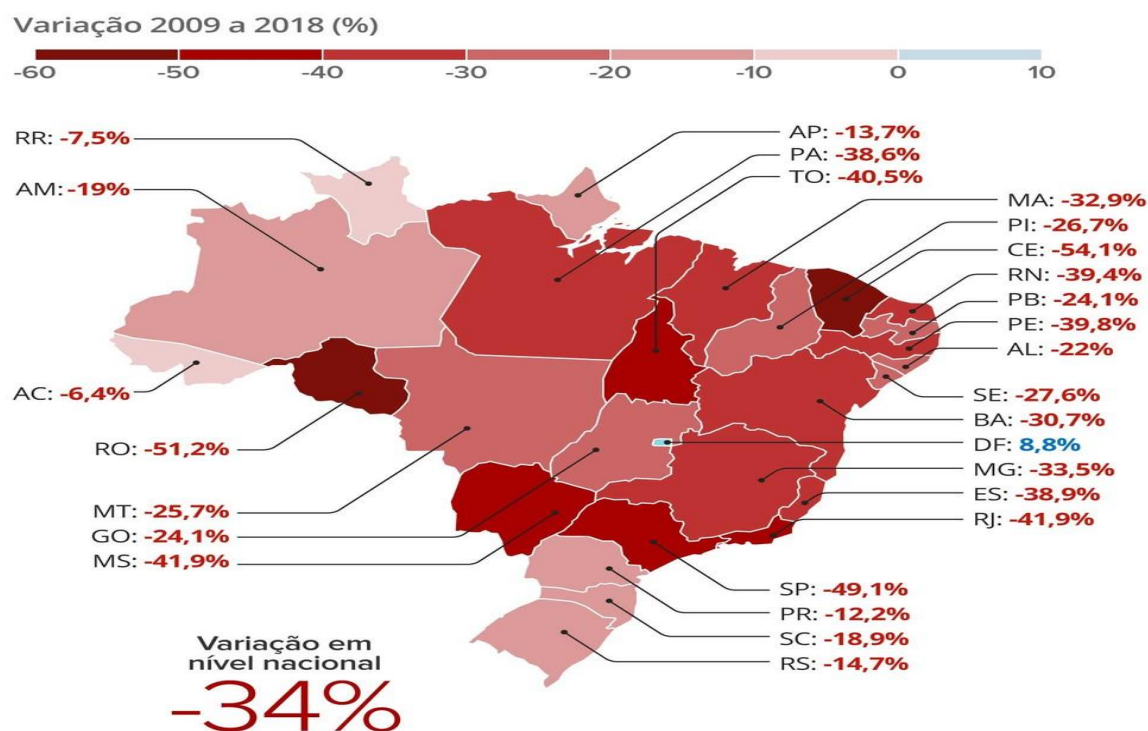 Variação 2009 a 2018 (%)
-60 -50 -40 -30 -20 -10 0 10
RR: -7,5%
AM: -19%
AC: -6,4%
RO: -51,2%
MT: -25,7%
GO: -24,1%
MS: -41,9%
AP: -13,7%
PA: -38,6%
TO: -40,5%
MA: -32,9%
PI: -26,7%
CE: -54,1%
RN: -39,4%
PB: -24,1%
PE: -39,8%
AL: -22%
SE: -27,6%
BA: -30,7%
DF: 8,8%
MG: -33,5%
ES: -38,9%
RJ: -41,9%
SP: -49,1%
PR: -12,2%
SC: -18,9%
RS: -14,7%
Variação em
nível nacional
-34%